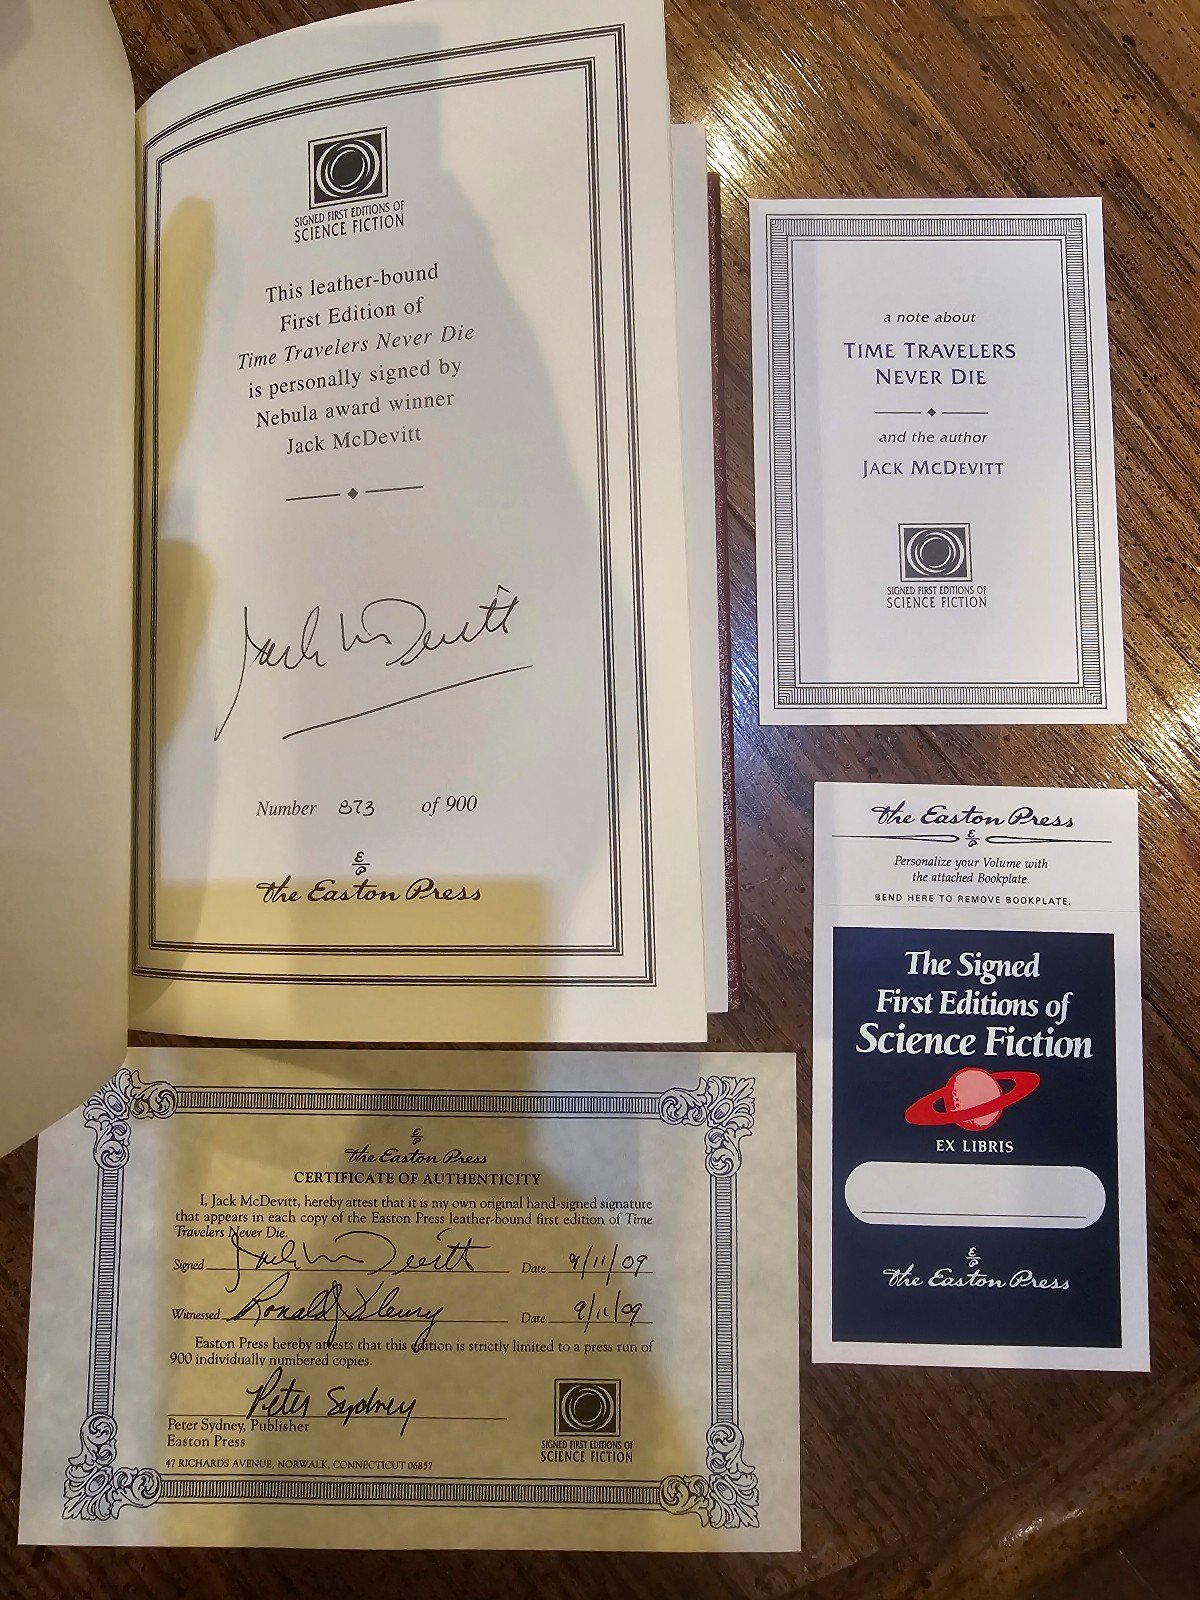 SIGNED FIRST EDITIONS OF
SCIENCE FICTION
This leather-bound
First Edition of
Time Travelers Never Die
is personally signed by
Nebula award winner
Jack McDevitt
Jack McDevitt
Number 873 of 900
The Easton Press
a note about
TIME TRAVELERS
NEVER DIE
and the author
JACK MCDEVITT
SIGNED FIRST EDITIONS OF
SCIENCE FICTION
The Easton Press
Personalize your Volume with
the attached Bookplate.
BEND HERE TO REMOVE BOOKPLATE.
The Signed
First Editions of
Science Fiction
EX LIBRIS
The Easton Press
The Easton Press
CERTIFICATE OF AUTHENTICITY
I, Jack McDevitt, hereby attest that it is my own original hand-signed signature
that appears in each copy of the Easton Press leather-bound first edition of Time
Travelers Never Die.
Signed Jack McDevitt Date 9/11/09
Witnessed Ronald J Date 9/11/09
Easton Press hereby attests that this edition is strictly limited to a press run of
900 individually numbered copies.
Peter Sydney
Peter Sydney, Publisher
Easton Press
47 RICHARDS AVENUE, NORWALK, CONNECTICUT 06857
SIGNED FIRST EDITIONS OF
SCIENCE FICTION